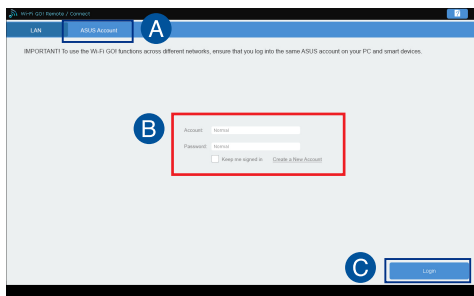 Wi-Fi GO! Remote / Connect
LAN
ASUS Account
A
IMPORTANT! To use the Wi-Fi GO! functions across different networks, ensure that you log into the same ASUS account on your PC and smart devices.
B
Account: Normal
Password: Normal
Keep me signed in
Create a New Account
C
Login